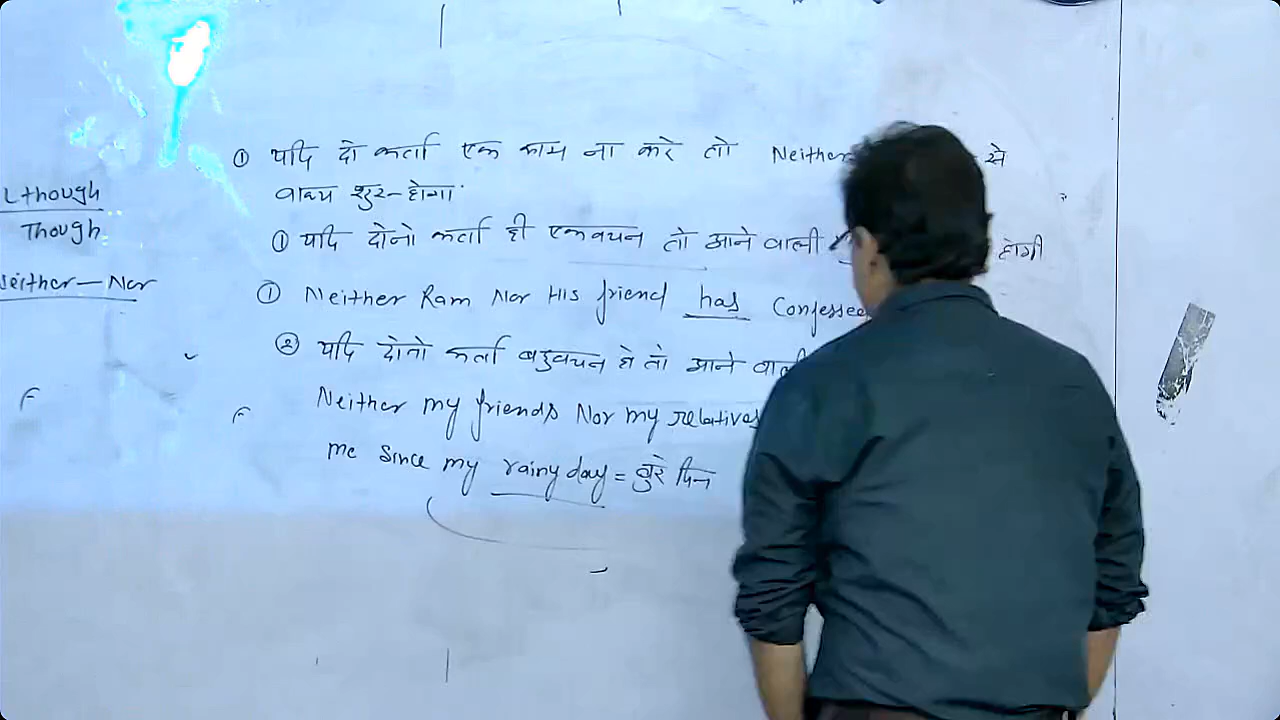 Lthough
Though
Neither – Nor
① यदि दो कर्ता एक काम ना करे तो Neither से
वाक्य शुरु-होगा
① यदि दोनो कर्ता ही एकवचन तो आने वाली होगी
① Neither Ram Nor His friend has Confessed
② यदि दोनो कर्ता बहुवचन हो तो आने वाली
Neither my friends Nor my relatives
me since my rainy day = बुरे दिन